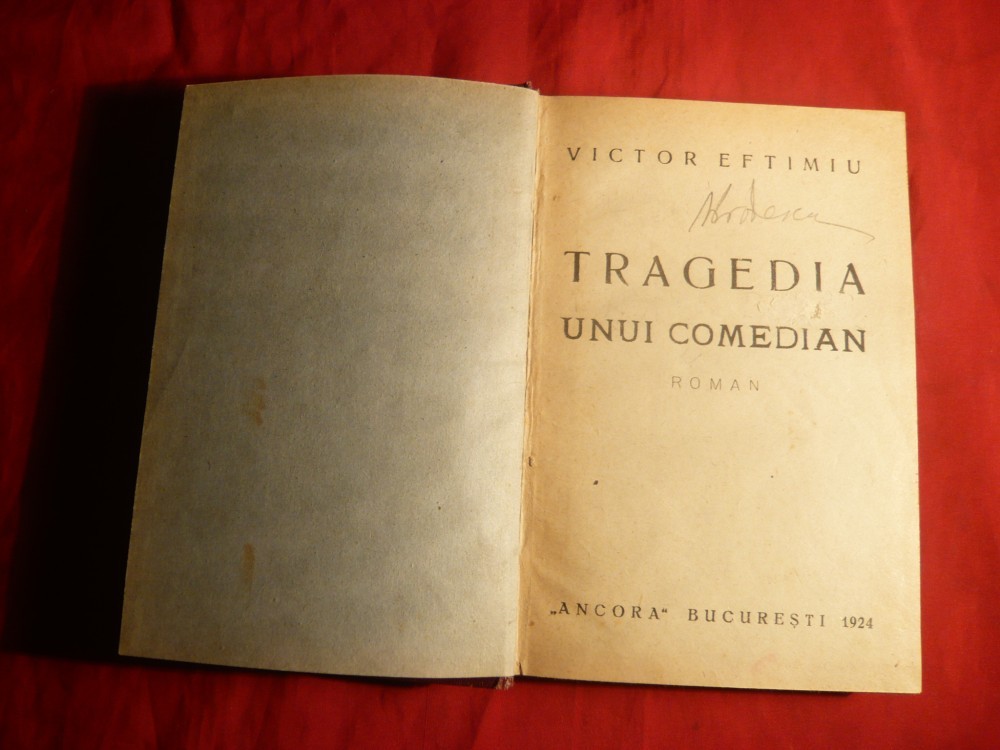 VICTOR EFTIMIU
TRAGEDIA
UNUI COMEDIAN
ROMAN
„ANCORA“ BUCUREȘTI 1924